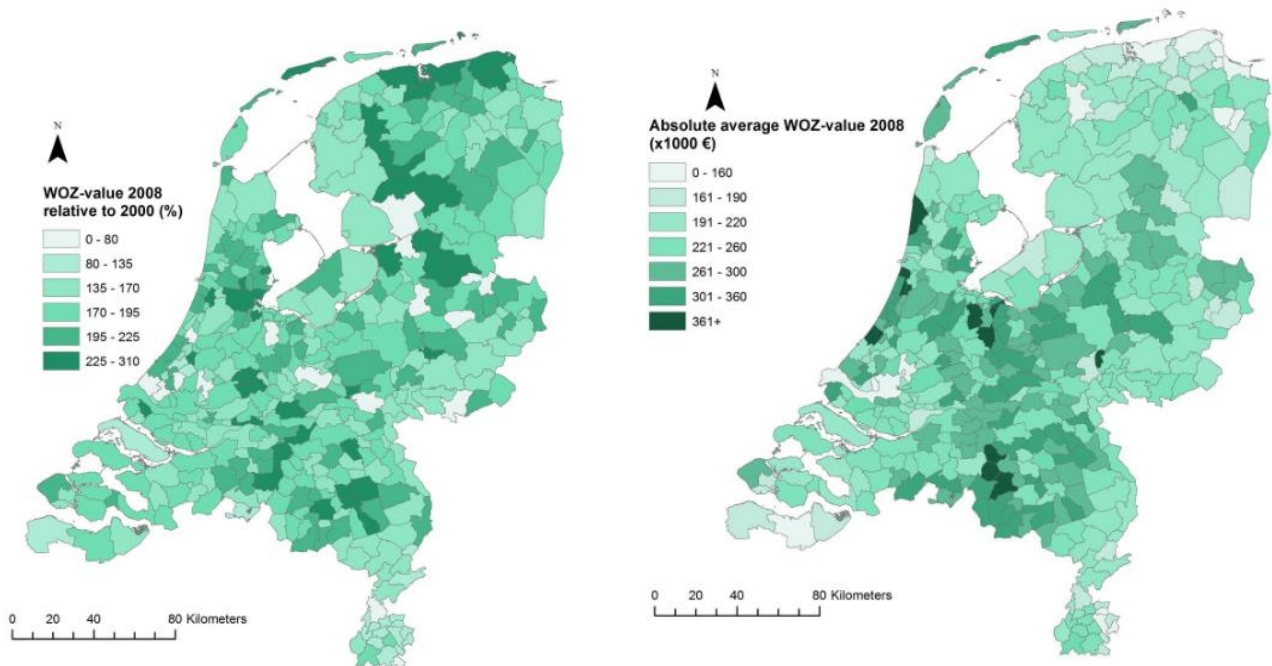 N
WOZ-value 2008
relative to 2000 (%)
0 - 80
80 - 135
135 - 170
170 - 195
195 - 225
225 - 310
0 20 40 80 Kilometers
N
Absolute average WOZ-value 2008
(x1000 €)
0 - 160
161 - 190
191 - 220
221 - 260
261 - 300
301 - 360
361+
0 20 40 80 Kilometers